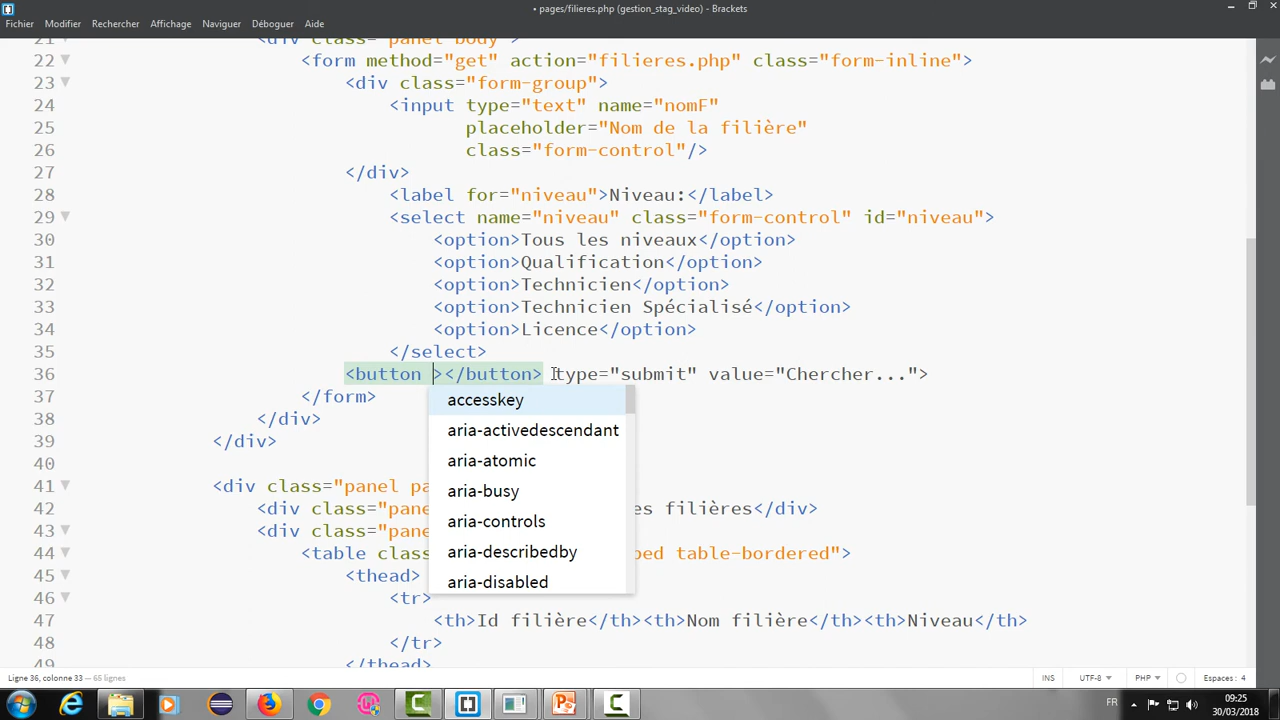 • pages/filieres.php (gestion_stag_video) - Brackets
Fichier Modifier Rechercher Affichage Naviguer Déboguer Aide
21 <div class="panel-body">
22 <form method="get" action="filieres.php" class="form-inline">
23 <div class="form-group">
24 <input type="text" name="nomF"
25 placeholder="Nom de la filière"
26 class="form-control"/>
27 </div>
28 <label for="niveau">Niveau:</label>
29 <select name="niveau" class="form-control" id="niveau">
30 <option>Tous les niveaux</option>
31 <option>Qualification</option>
32 <option>Technicien</option>
33 <option>Technicien Spécialisé</option>
34 <option>Licence</option>
35 </select>
36 <button ></button> type="submit" value="Chercher...">
37 </form>
38 </div>
39 </div>
40
41 <div class="panel pa
42 <div class="pane es filières</div>
43 <div class="pane
44 <table class bed table-bordered">
45 <thead>
46 <tr>
47 <th>Id filière</th><th>Nom filière</th><th>Niveau</th>
48 </tr>
49 </thead>
accesskey
aria-activedescendant
aria-atomic
aria-busy
aria-controls
aria-describedby
aria-disabled
Ligne 36, colonne 33 — 65 lignes
INS UTF-8 PHP Espaces : 4
FR 09:25
30/03/2018